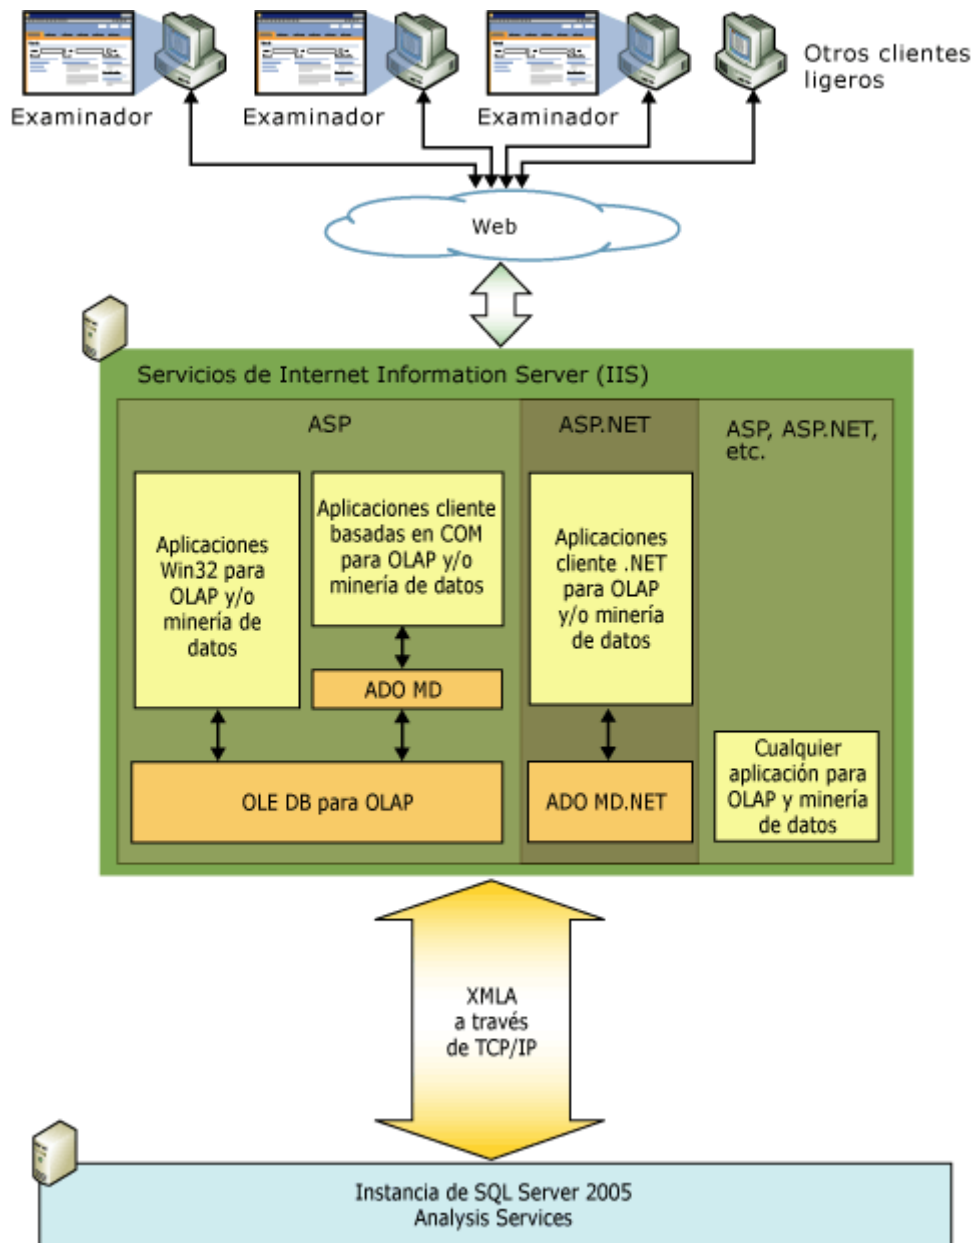 Otros clientes
ligeros
Examinador
Examinador
Examinador
Web
Servicios de Internet Information Server (IIS)
ASP
ASP.NET
ASP, ASP.NET,
etc.
Aplicaciones
Win32 para
OLAP y/o
minería de
datos
Aplicaciones cliente
basadas en COM
para OLAP y/o
minería de datos
Aplicaciones
cliente .NET
para OLAP
y/o minería
de datos
ADO MD
Cualquier
aplicación para
OLAP y minería
de datos
OLE DB para OLAP
ADO MD.NET
XMLA
a través
de TCP/IP
Instancia de SQL Server 2005
Analysis Services